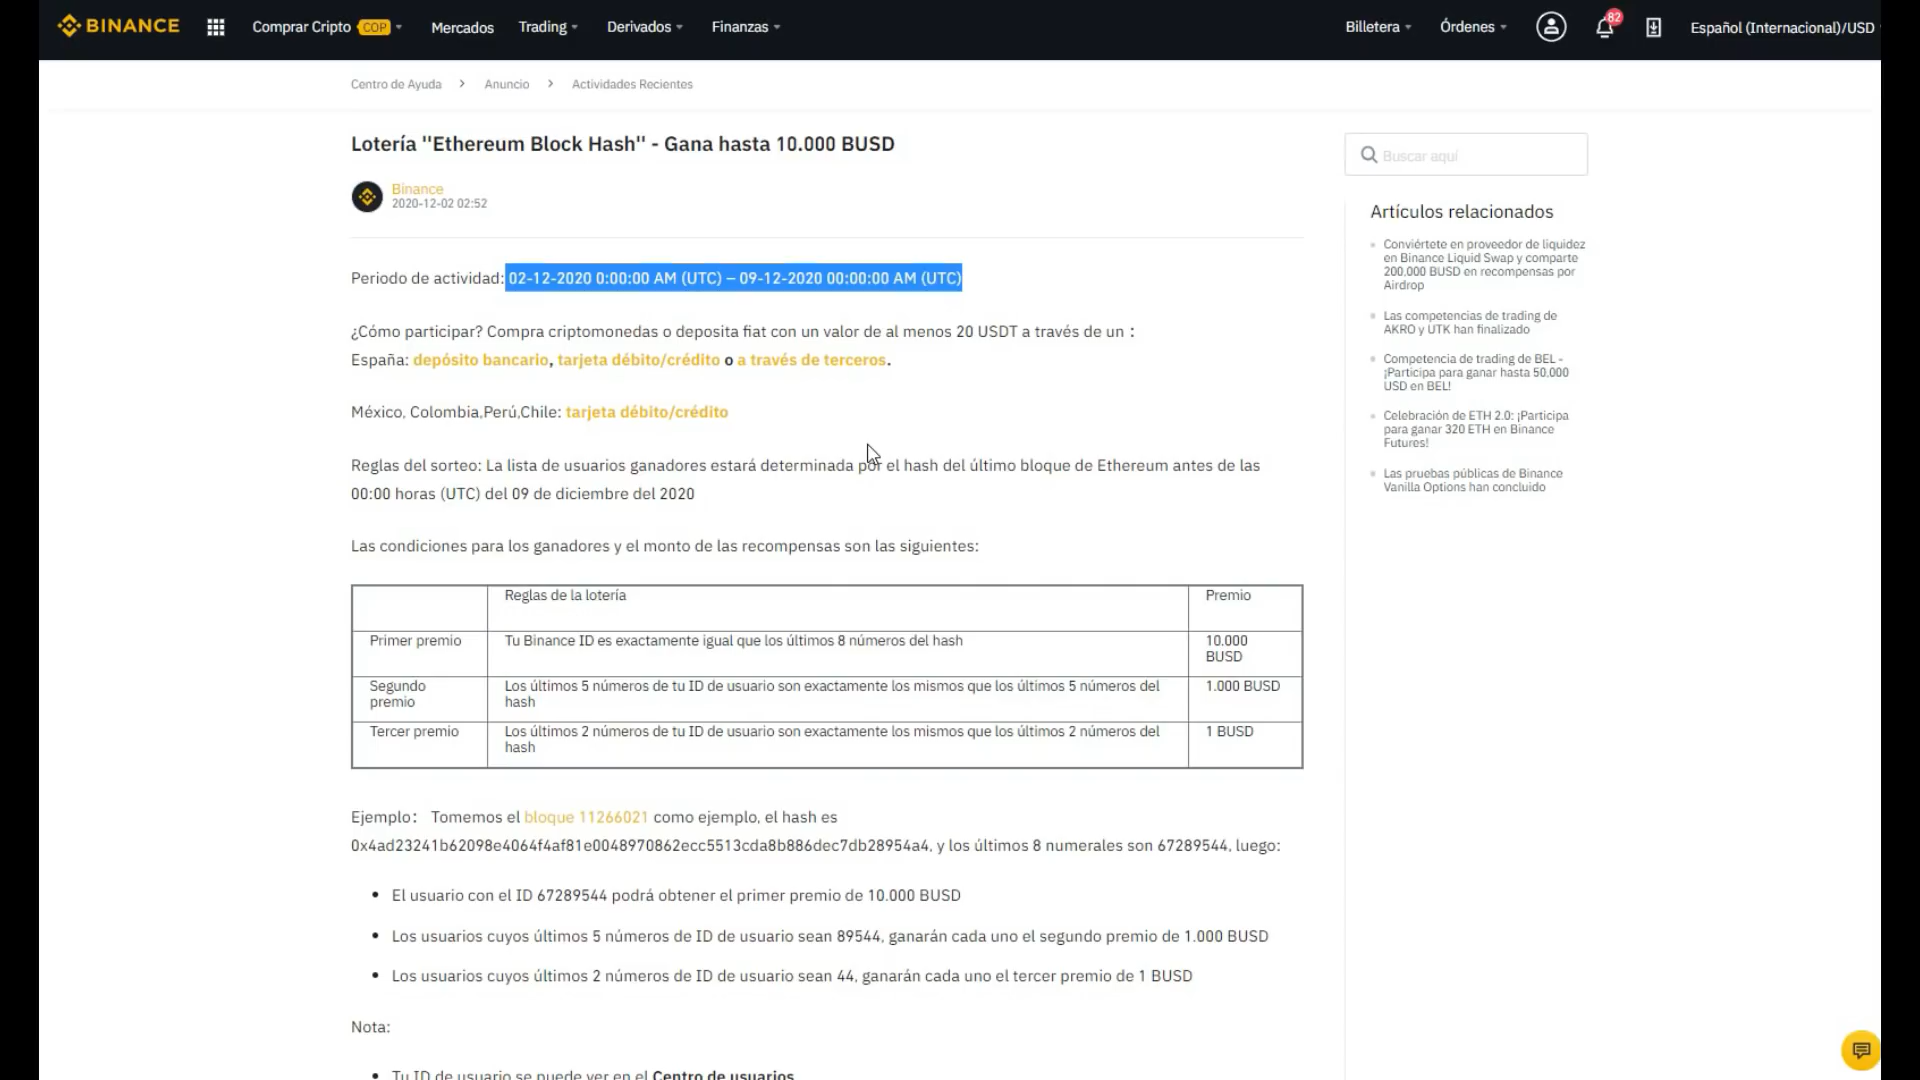 BINANCE
Comprar Cripto COP
Mercados
Trading
Derivados
Finanzas
Billetera
Órdenes
82
Español (Internacional)/USD
Centro de Ayuda > Anuncio > Actividades Recientes
Lotería ''Ethereum Block Hash'' - Gana hasta 10.000 BUSD
Binance
2020-12-02 02:52
Periodo de actividad: 02-12-2020 0:00:00 AM (UTC) – 09-12-2020 00:00:00 AM (UTC)
¿Cómo participar? Compra criptomonedas o deposita fiat con un valor de al menos 20 USDT a través de un :
España: depósito bancario, tarjeta débito/crédito o a través de terceros.
México, Colombia,Perú,Chile: tarjeta débito/crédito
Reglas del sorteo: La lista de usuarios ganadores estará determinada por el hash del último bloque de Ethereum antes de las
00:00 horas (UTC) del 09 de diciembre del 2020
Las condiciones para los ganadores y el monto de las recompensas son las siguientes:
Reglas de la lotería
Premio
Primer premio
Tu Binance ID es exactamente igual que los últimos 8 números del hash
10.000
BUSD
Segundo
premio
Los últimos 5 números de tu ID de usuario son exactamente los mismos que los últimos 5 números del
hash
1.000 BUSD
Tercer premio
Los últimos 2 números de tu ID de usuario son exactamente los mismos que los últimos 2 números del
hash
1 BUSD
Ejemplo: Tomemos el bloque 11266021 como ejemplo, el hash es
0x4ad23241b62098e4064f4af81e0048970862ecc5513cda8b886dec7db28954a4, y los últimos 8 numerales son 67289544, luego:
• El usuario con el ID 67289544 podrá obtener el primer premio de 10.000 BUSD
• Los usuarios cuyos últimos 5 números de ID de usuario sean 89544, ganarán cada uno el segundo premio de 1.000 BUSD
• Los usuarios cuyos últimos 2 números de ID de usuario sean 44, ganarán cada uno el tercer premio de 1 BUSD
Nota:
• Tu ID de usuario se puede ver en el Centro de usuarios
Buscar aquí
Artículos relacionados
Conviértete en proveedor de liquidez
en Binance Liquid Swap y comparte
200.000 BUSD en recompensas por
Airdrop
Las competencias de trading de
AKRO y UTK han finalizado
Competencia de trading de BEL -
¡Participa para ganar hasta 50.000
USD en BEL!
Celebración de ETH 2.0: ¡Participa
para ganar 320 ETH en Binance
Futures!
Las pruebas públicas de Binance
Vanilla Options han concluido